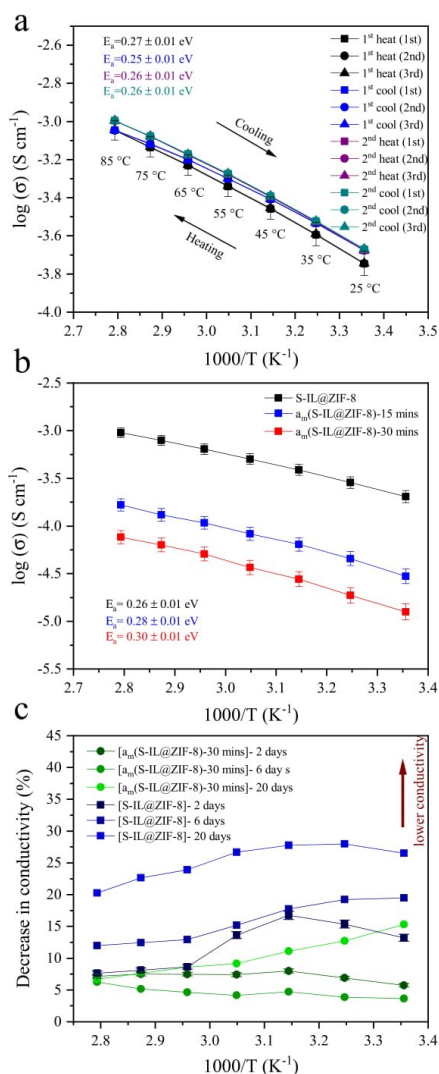 a
Eₐ=0.27 ± 0.01 eV
Eₐ=0.25 ± 0.01 eV
Eₐ=0.26 ± 0.01 eV
Eₐ=0.26 ± 0.01 eV
1ˢᵗ heat (1st)
1ˢᵗ heat (2nd)
1ˢᵗ heat (3rd)
1ˢᵗ cool (1st)
1ˢᵗ cool (2nd)
1ˢᵗ cool (3rd)
2ⁿᵈ heat (1st)
2ⁿᵈ heat (2nd)
2ⁿᵈ heat (3rd)
2ⁿᵈ cool (1st)
2ⁿᵈ cool (2nd)
2ⁿᵈ cool (3rd)
Cooling
Heating
85 °C
75 °C
65 °C
55 °C
45 °C
35 °C
25 °C
log (σ) (S cm⁻¹)
-2.6
-2.8
-3.0
-3.2
-3.4
-3.6
-3.8
-4.0
2.7 2.8 2.9 3.0 3.1 3.2 3.3 3.4
1000/T (K⁻¹)
b
S-IL@ZIF-8
aₘ(S-IL@ZIF-8)-15 mins
aₘ(S-IL@ZIF-8)-30 mins
Eₐ= 0.26 ± 0.01 eV
Eₐ= 0.28 ± 0.01 eV
Eₐ= 0.30 ± 0.01 eV
log (σ) (S cm⁻¹)
-2.5
-3.0
-3.5
-4.0
-4.5
-5.0
-5.5
2.7 2.8 2.9 3.0 3.1 3.2 3.3 3.4
1000/T (K⁻¹)
c
[aₘ(S-IL@ZIF-8)-30 mins]- 2 days
[aₘ(S-IL@ZIF-8)-30 mins]- 6 day s
[aₘ(S-IL@ZIF-8)-30 mins]- 20 days
[S-IL@ZIF-8]- 2 days
[S-IL@ZIF-8]- 6 days
[S-IL@ZIF-8]- 20 days
lower conductivity
Decrease in conductivity (%)
45
40
35
30
25
20
15
10
5
0
2.8 2.9 3.0 3.1 3.2 3.3 3.4
1000/T (K⁻¹)